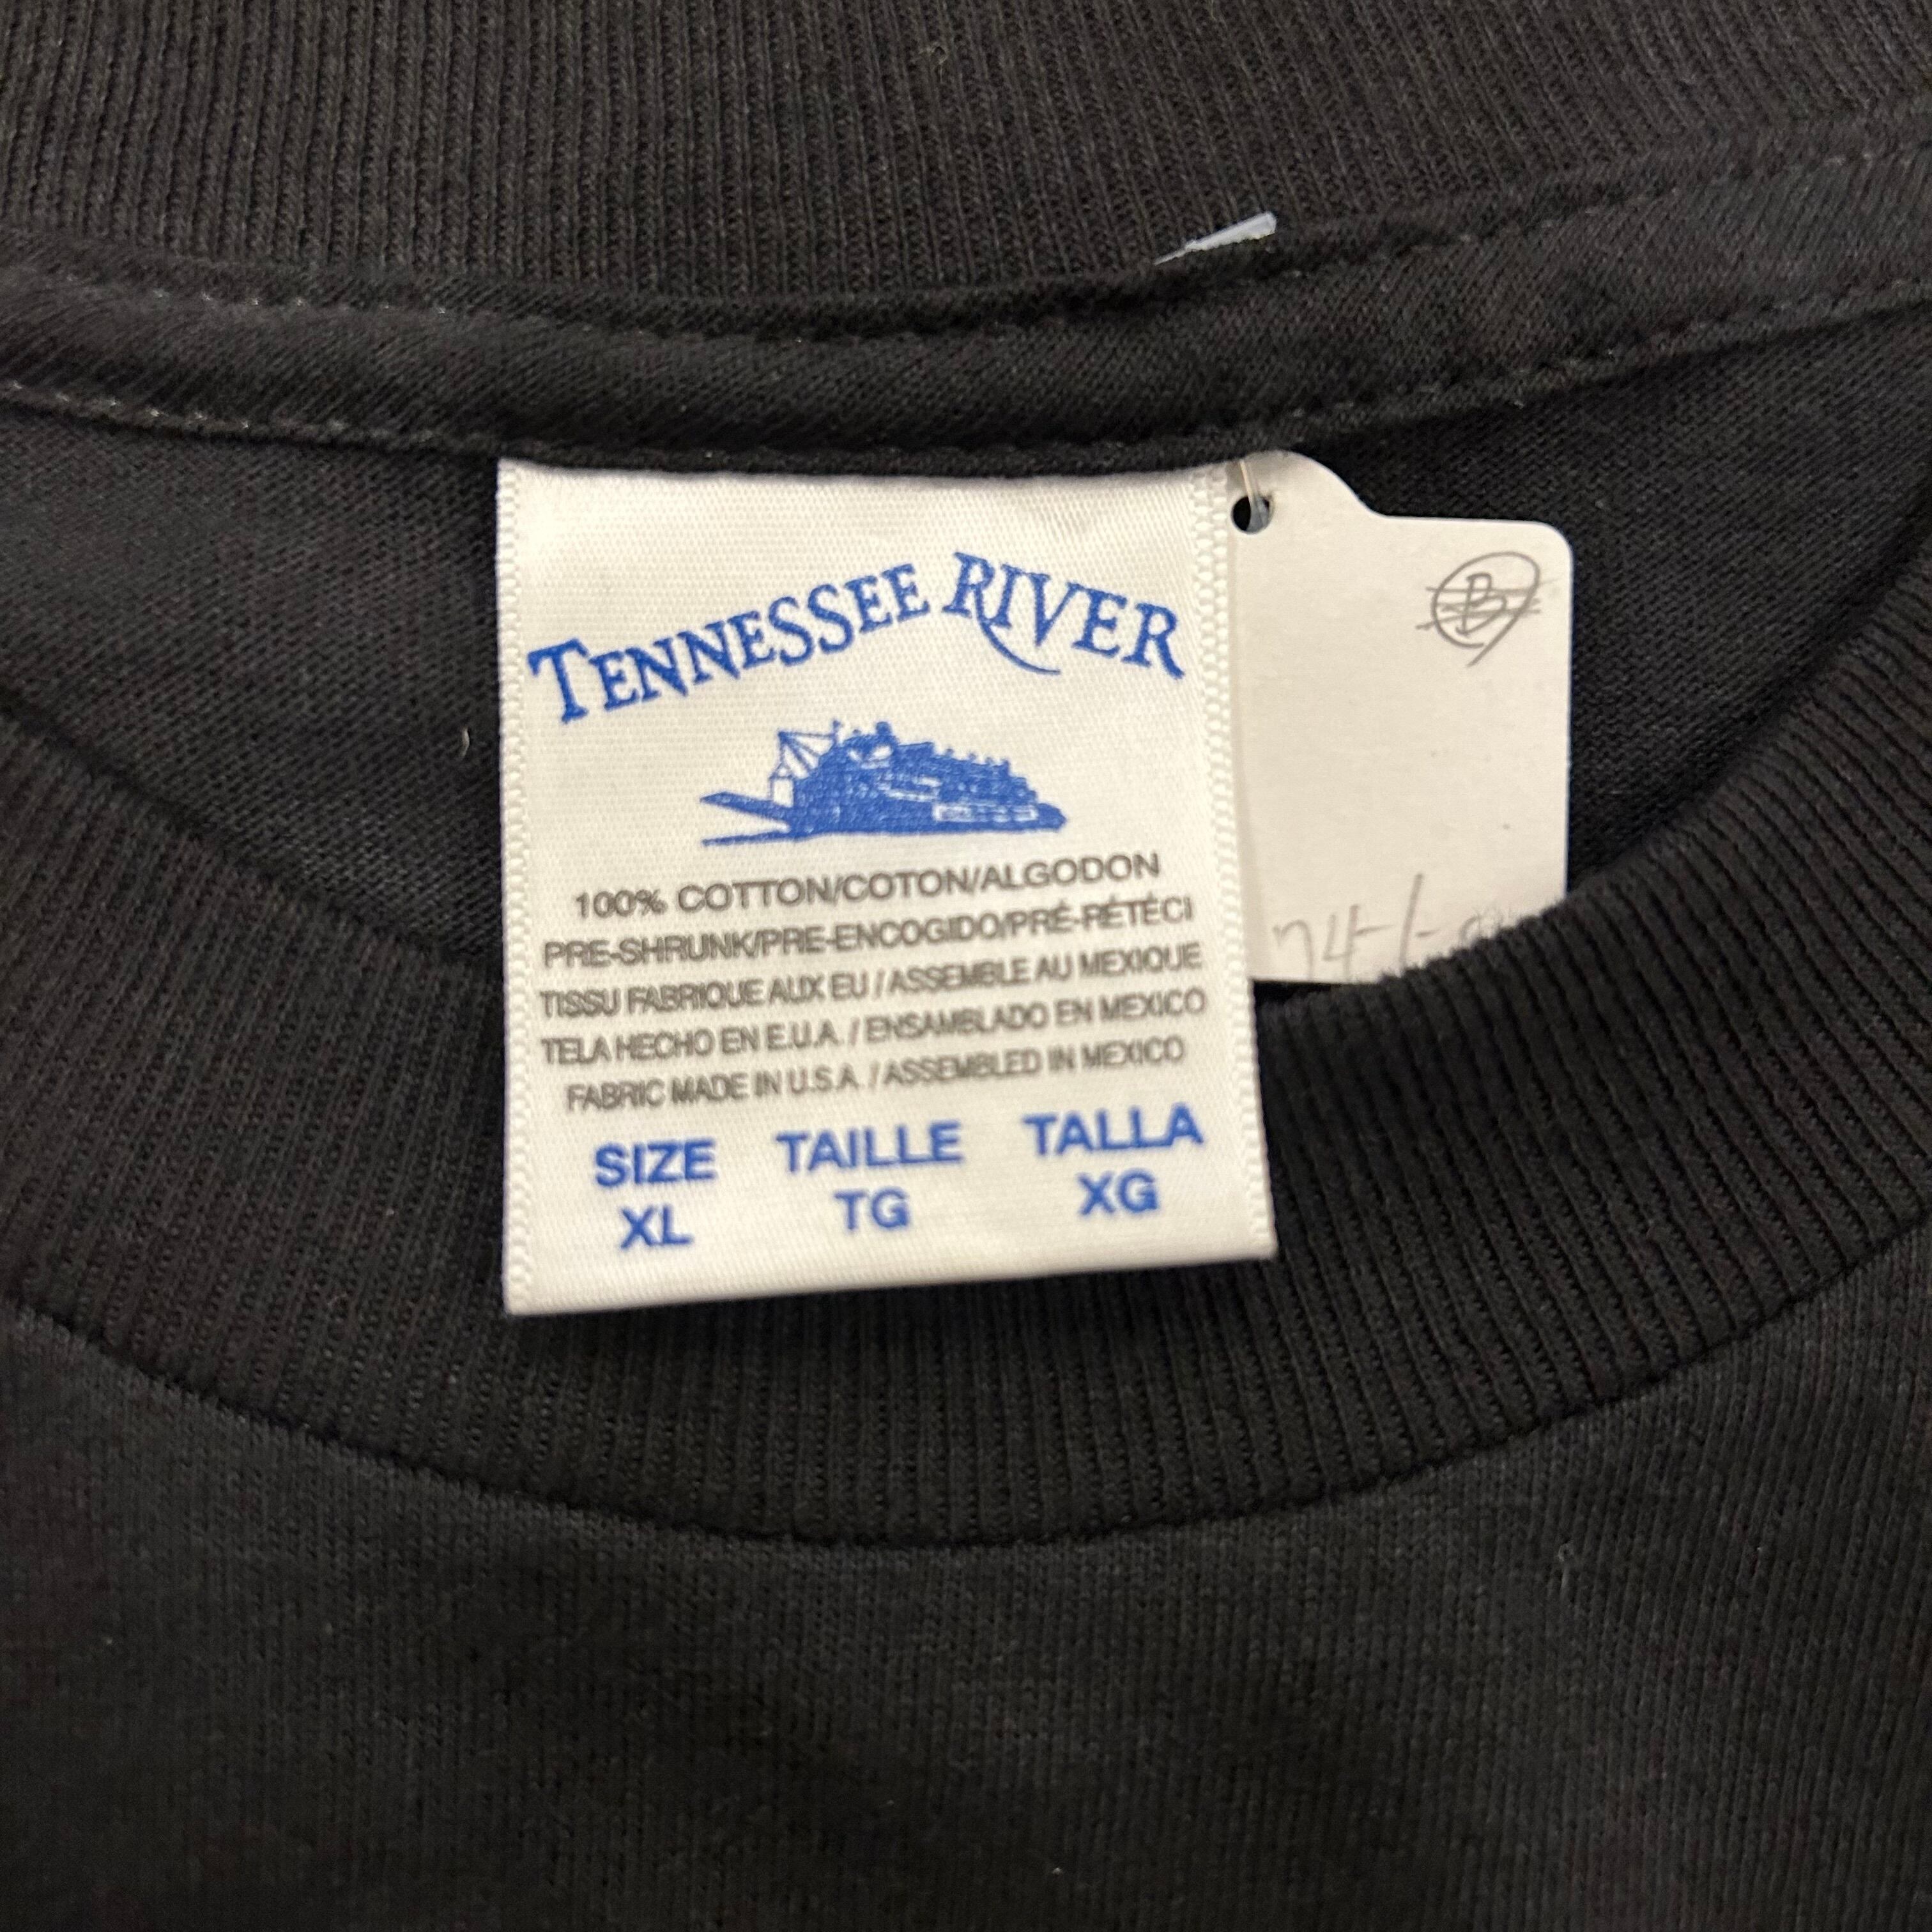 TENNESSEE RIVER
100% COTTON/COTON/ALGODON
PRE-SHRUNK/PRE-ENCOGIDO/PRÉ-RÉTÉCI
TISSU FABRIQUE AUX EU / ASSEMBLE AU MEXIQUE
TELA HECHO EN E.U.A. / ENSAMBLADO EN MEXICO
FABRIC MADE IN U.S.A. / ASSEMBLED IN MEXICO
SIZE TAILLE TALLA
XL TG XG
B